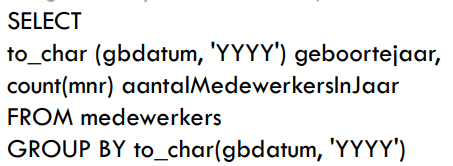 SELECT
to_char (gbdatum, 'YYYY') geboortejaar,
count(mnr) aantalMedewerkersInJaar
FROM medewerkers
GROUP BY to_char(gbdatum, 'YYYY')